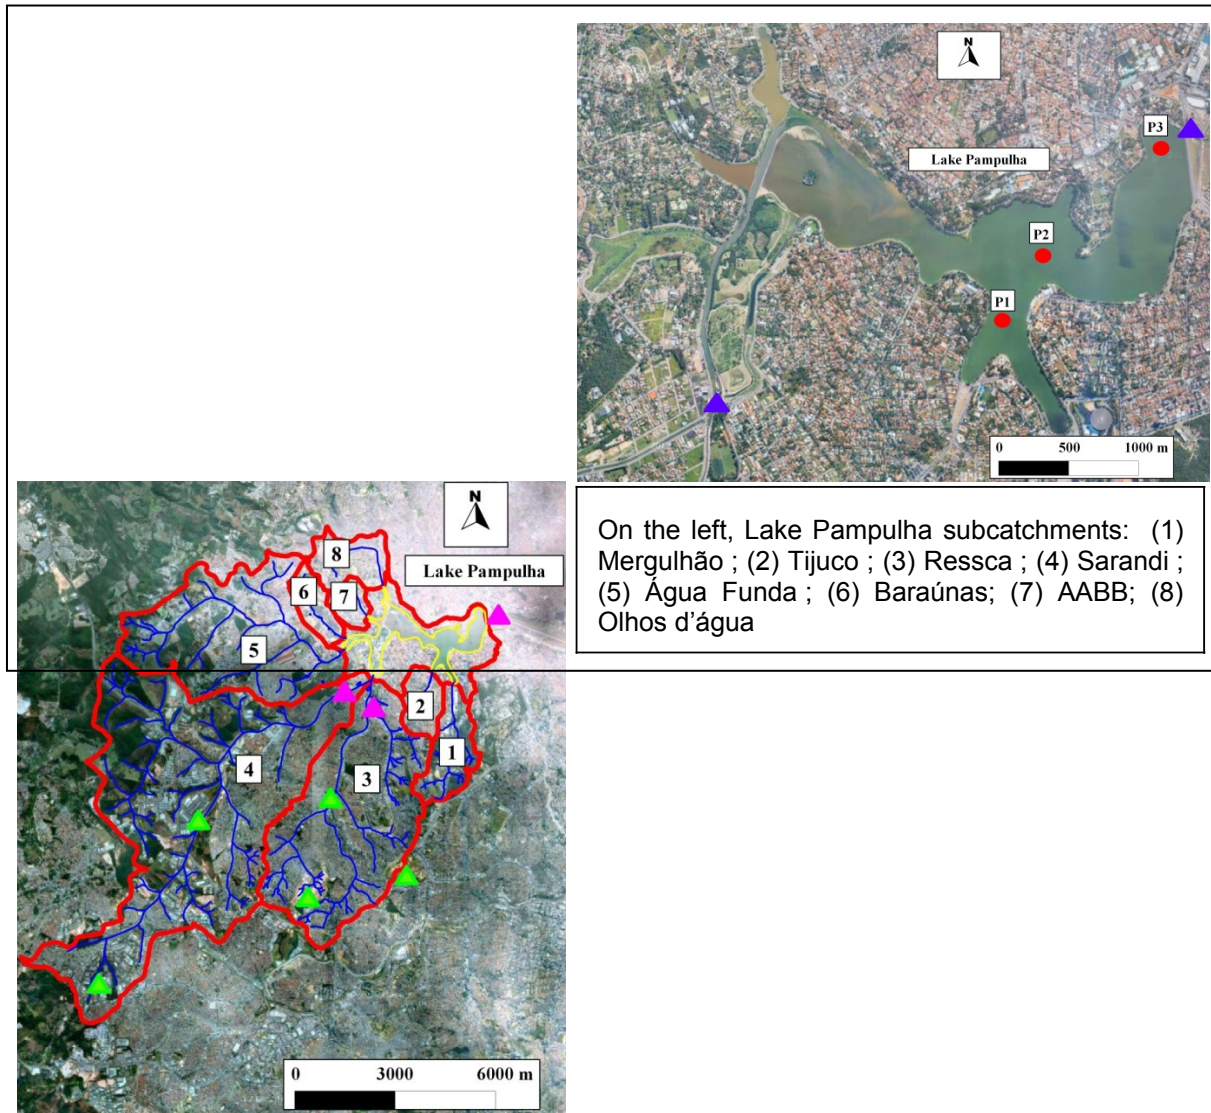 N
P3
Lake Pampulha
P2
P1
0 500 1000 m
On the left, Lake Pampulha subcatchments: (1)
Mergulhão ; (2) Tijuco ; (3) Ressca ; (4) Sarandi ;
(5) Água Funda ; (6) Baraúnas; (7) AABB; (8)
Olhos d’água
N
Lake Pampulha
8
6
7
5
2
1
4
3
0 3000 6000 m